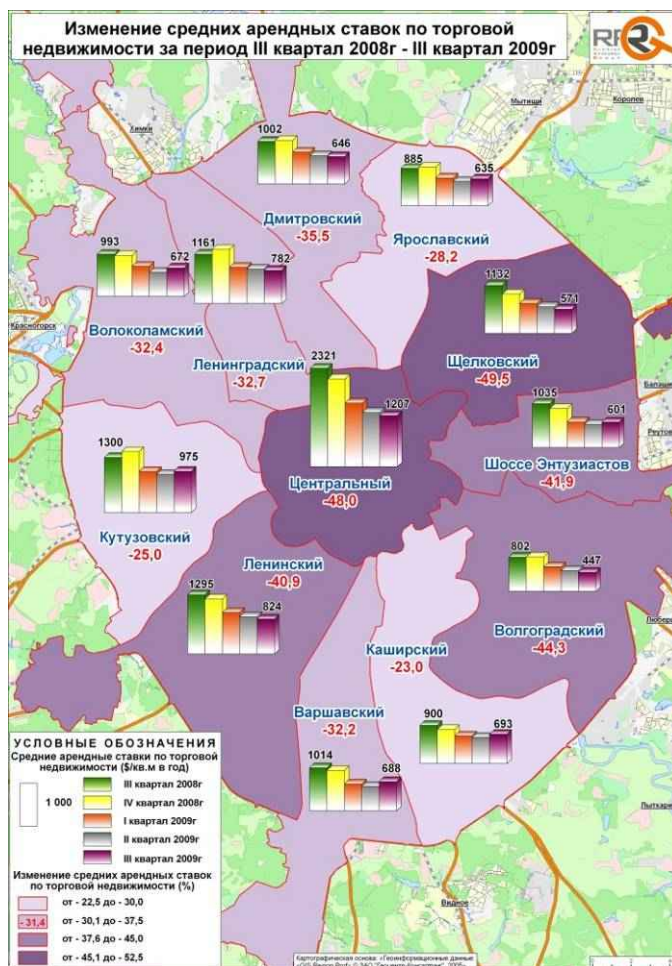 Изменение средних арендных ставок по торговой
недвижимости за период III квартал 2008г - III квартал 2009г
Мытищи
Королев
Химки
1002
646
Дмитровский
-35,5
885
635
Ярославский
-28,2
993
672
Волоколамский
-32,4
1161
782
Ленинградский
-32,7
1132
571
Щелковский
-49,5
Красногорск
2321
1207
Центральный
-48,0
1035
601
Шоссе Энтузиастов
-41,9
Реутов
1300
975
Кутузовский
-25,0
Ленинский
-40,9
1295
824
802
447
Волгоградский
-44,3
Каширский
-23,0
900
693
Варшавский
-32,2
1014
688
Видное
УСЛОВНЫЕ ОБОЗНАЧЕНИЯ
Средние арендные ставки по торговой
недвижимости ($/кв.м в год)
1 000
III квартал 2008г
IV квартал 2008г
I квартал 2009г
II квартал 2009г
III квартал 2009г
Изменение средних арендных ставок
по торговой недвижимости (%)
от - 22,5 до - 30,0
- 31,4
от - 30,1 до - 37,5
от - 37,6 до - 45,0
от - 45,1 до - 52,5
Картографическая основа: «Геоинформационные данные